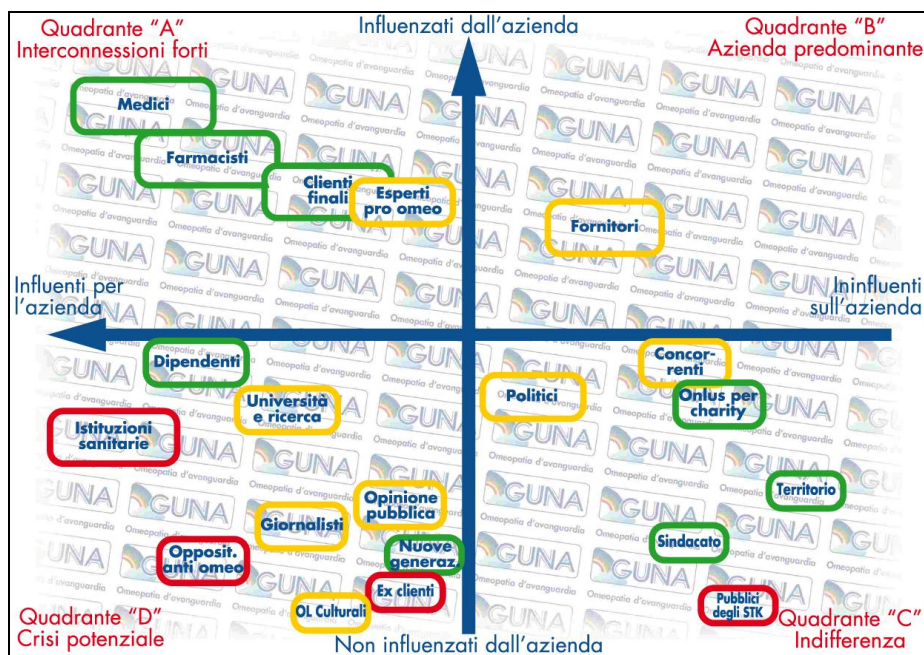 Quadrante “A”
Interconnessioni forti
Influenzati dall’azienda
Quadrante “B”
Azienda predominante
Medici
Farmacisti
Clienti
finali
Esperti
pro omeo
Fornitori
Influenti per
l’azienda
Ininfluenti
sull’azienda
Dipendenti
Concor-
renti
Università
e ricerca
Politici
Onlus per
charity
Istituzioni
sanitarie
Opinione
pubblica
Territorio
Giornalisti
Opposit.
anti omeo
Nuove
generaz.
Sindacato
Ex clienti
OL Culturali
Pubblici
degli STK
Quadrante “D”
Crisi potenziale
Non influenzati dall’azienda
Quadrante “C”
Indifferenza
GUNA
Omeopatia d’avanguardia